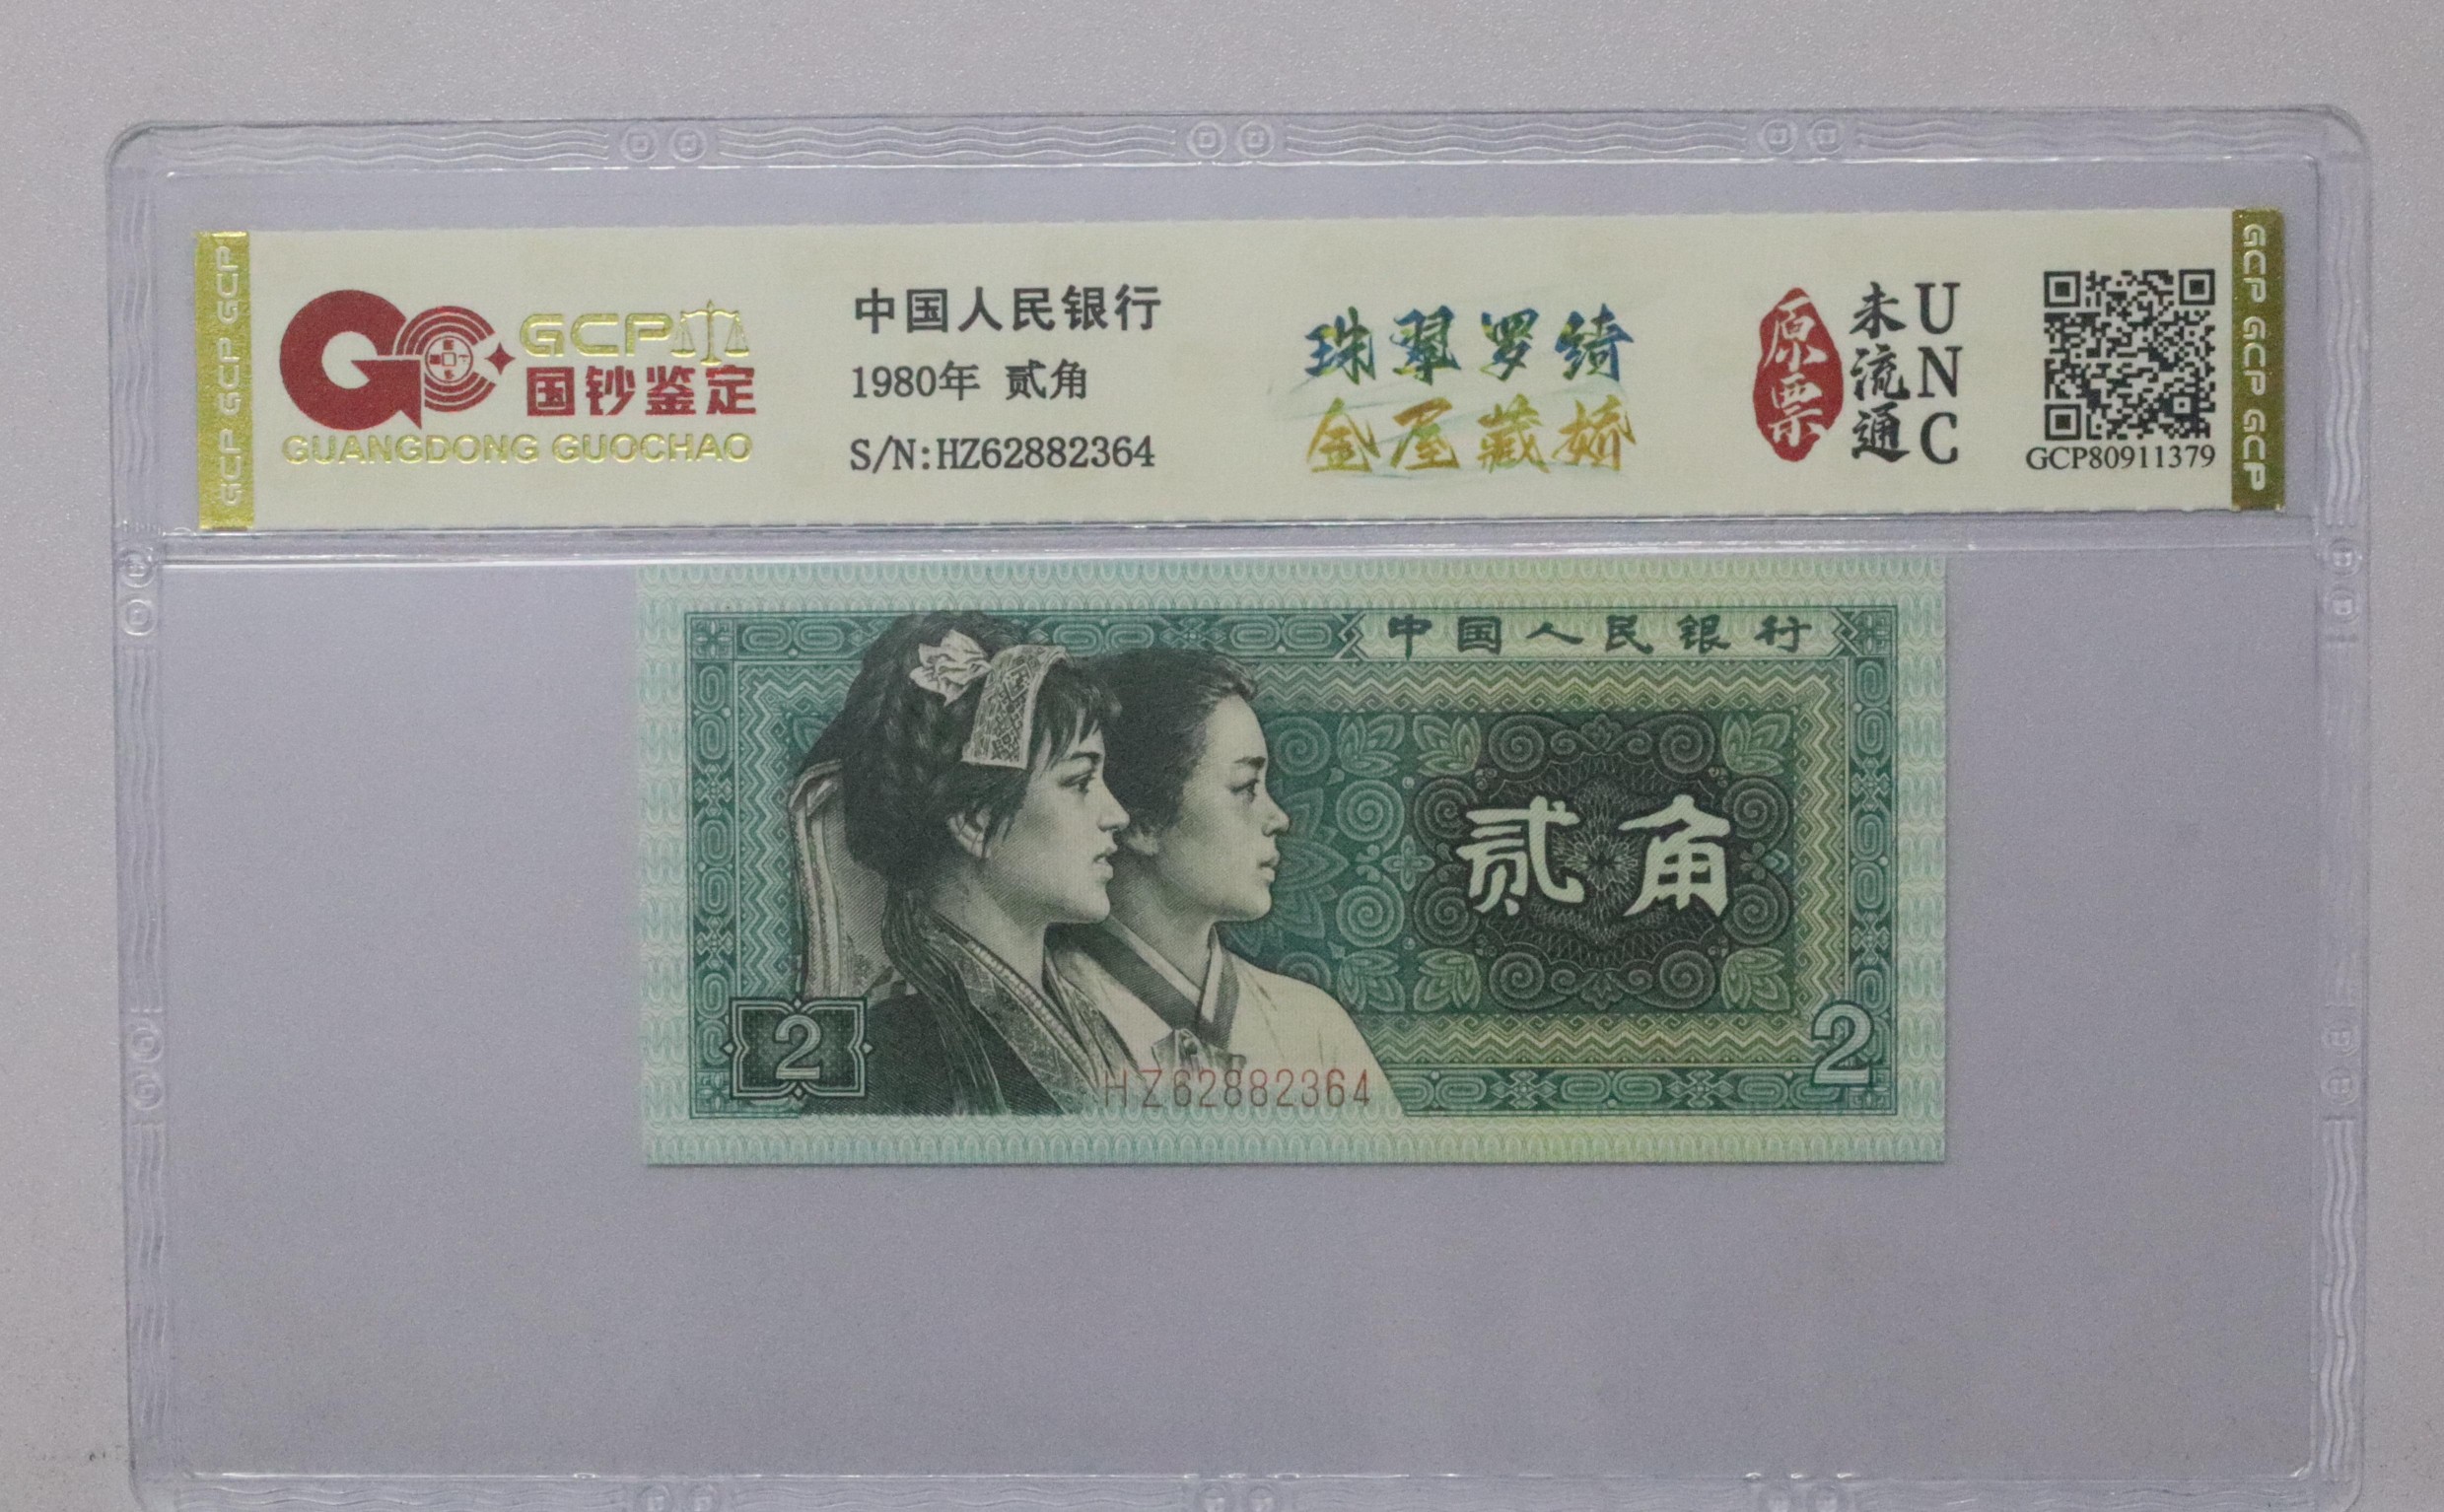 GCP GCP GCP
GCP
国钞鉴定
GUANGDONG GUOCHAO
中国人民银行
1980年 贰角
S/N:HZ62882364
珠翠罗绮
金屋藏娇
原票
未流通
UNC
GCP80911379
GCP GCP GCP
中国人民银行
贰角
2
2
HZ62882364